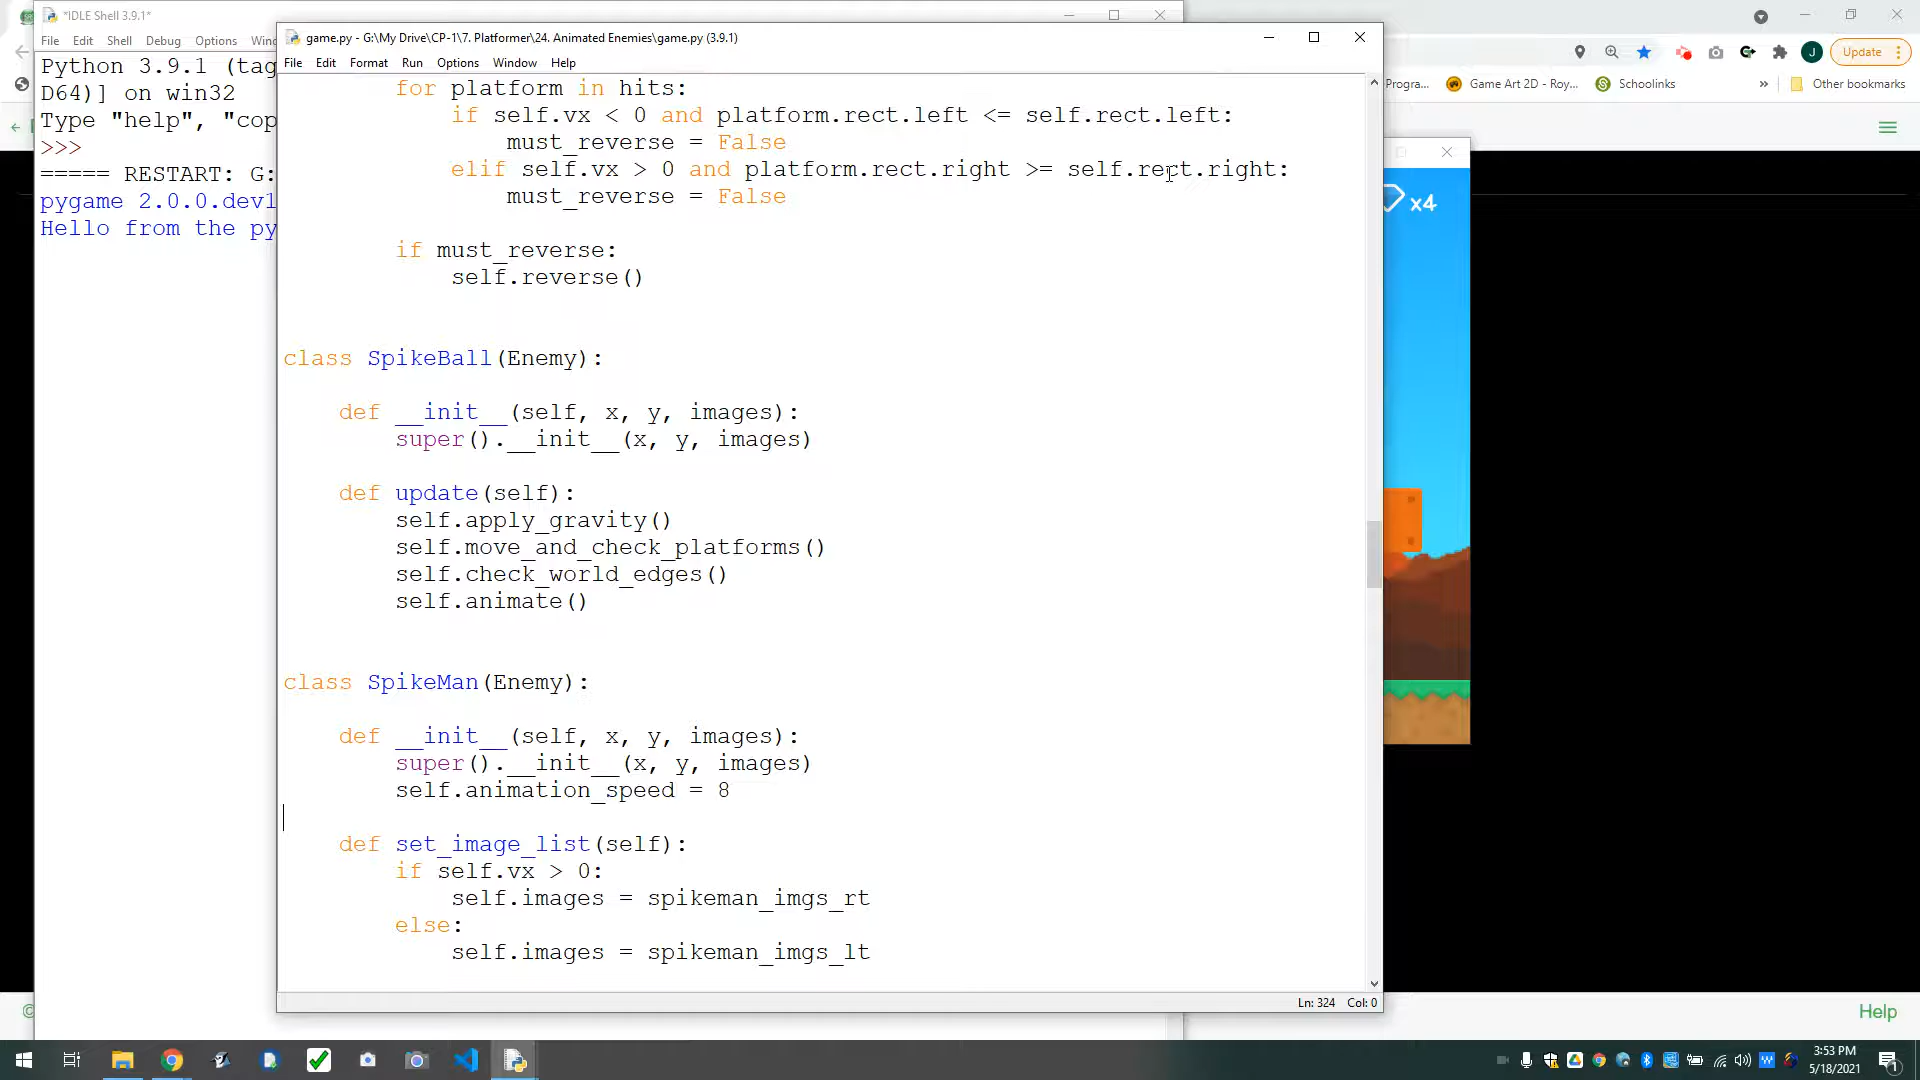 *IDLE Shell 3.9.1*
File Edit Shell Debug Options
Python 3.9.1 (tag
D64)] on win32
Type "help", "cop
>>>
===== RESTART: G:
pygame 2.0.0.dev1
Hello from the py
game.py - G:\My Drive\CP-1\7. Platformer\24. Animated Enemies\game.py (3.9.1)
File Edit Format Run Options Window Help
for platform in hits:
if self.vx < 0 and platform.rect.left <= self.rect.left:
must_reverse = False
elif self.vx > 0 and platform.rect.right >= self.rect.right:
must_reverse = False
if must_reverse:
self.reverse()
class SpikeBall(Enemy):
def __init__(self, x, y, images):
super().__init__(x, y, images)
def update(self):
self.apply_gravity()
self.move_and_check_platforms()
self.check_world_edges()
self.animate()
class SpikeMan(Enemy):
def __init__(self, x, y, images):
super().__init__(x, y, images)
self.animation_speed = 8
def set_image_list(self):
if self.vx > 0:
self.images = spikeman_imgs_rt
else:
self.images = spikeman_imgs_lt
Ln: 324 Col: 0
J
Update
Progra... Game Art 2D - Roy... Schoolinks » Other bookmarks
x4
Help
3:53 PM
5/18/2021